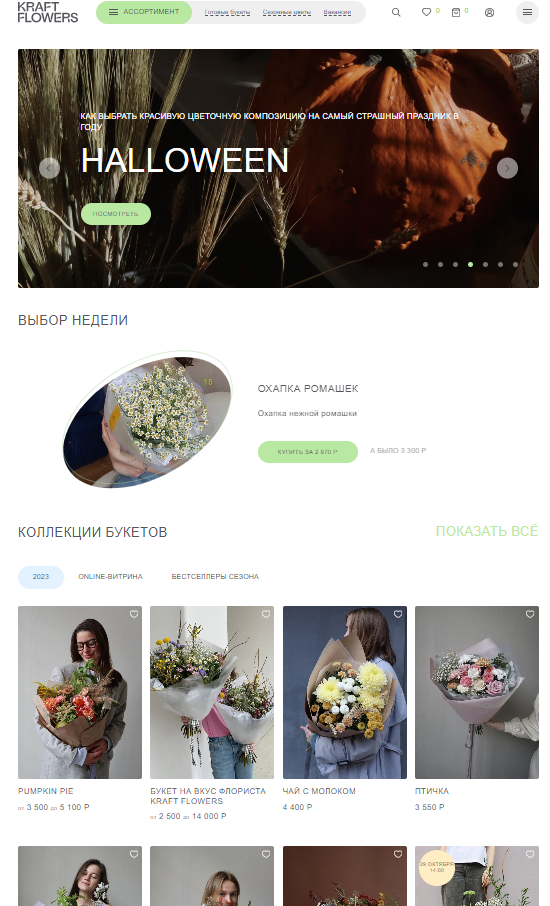 KRAFT
FLOWERS
АССОРТИМЕНТ
Готовые букеты
Сезонные цветы
Вакансии
0
0
КАК ВЫБРАТЬ КРАСИВУЮ ЦВЕТОЧНУЮ КОМПОЗИЦИЮ НА САМЫЙ СТРАШНЫЙ ПРАЗДНИК В
ГОДУ
HALLOWEEN
ПОСМОТРЕТЬ
ВЫБОР НЕДЕЛИ
15
ОХАПКА РОМАШЕК
Охапка нежной ромашки
КУПИТЬ ЗА 2 970 Р
А БЫЛО 3 300 Р
КОЛЛЕКЦИИ БУКЕТОВ
ПОКАЗАТЬ ВСЁ
2023
ONLINE-ВИТРИНА
БЕСТСЕЛЛЕРЫ СЕЗОНА
PUMPKIN PIE
от 3 500 до 5 100 Р
БУКЕТ НА ВКУС ФЛОРИСТА
KRAFT FLOWERS
от 2 500 до 14 000 Р
ЧАЙ С МОЛОКОМ
4 400 Р
ПТИЧКА
3 550 Р
28 ОКТЯБРЯ
14:00